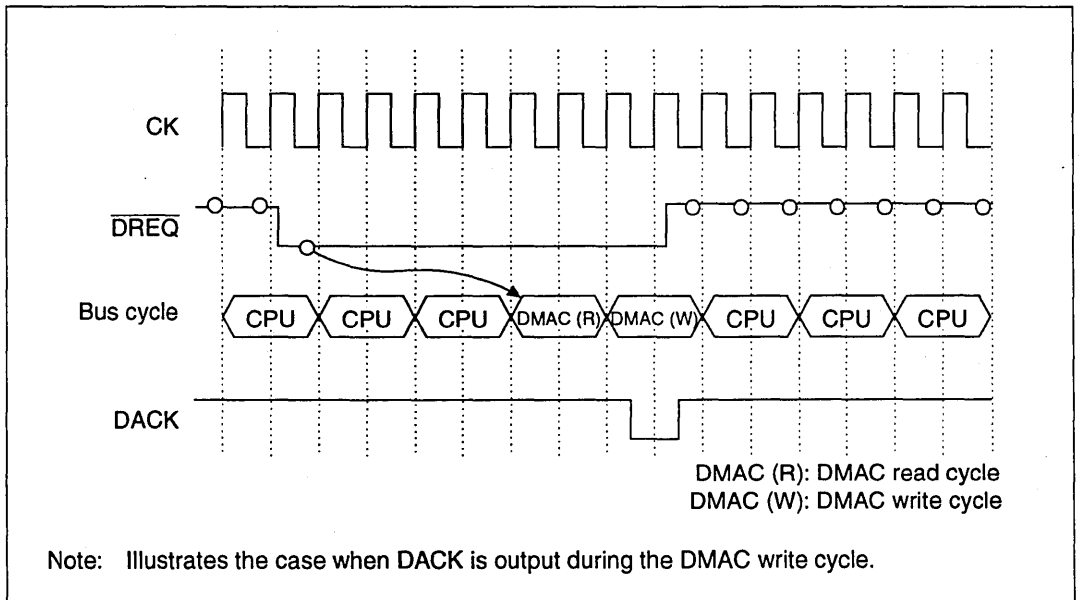 CK
DREQ
Bus cycle CPU CPU CPU DMAC (R) DMAC (W) CPU CPU CPU
DACK
DMAC (R): DMAC read cycle
DMAC (W): DMAC write cycle
Note: Illustrates the case when DACK is output during the DMAC write cycle.